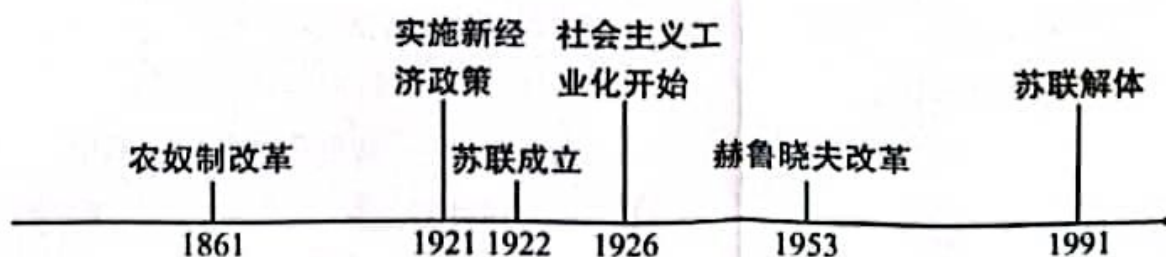 实施新经
济政策
社会主义工
业化开始
苏联解体
农奴制改革
苏联成立
赫鲁晓夫改革
1861
1921
1922
1926
1953
1991